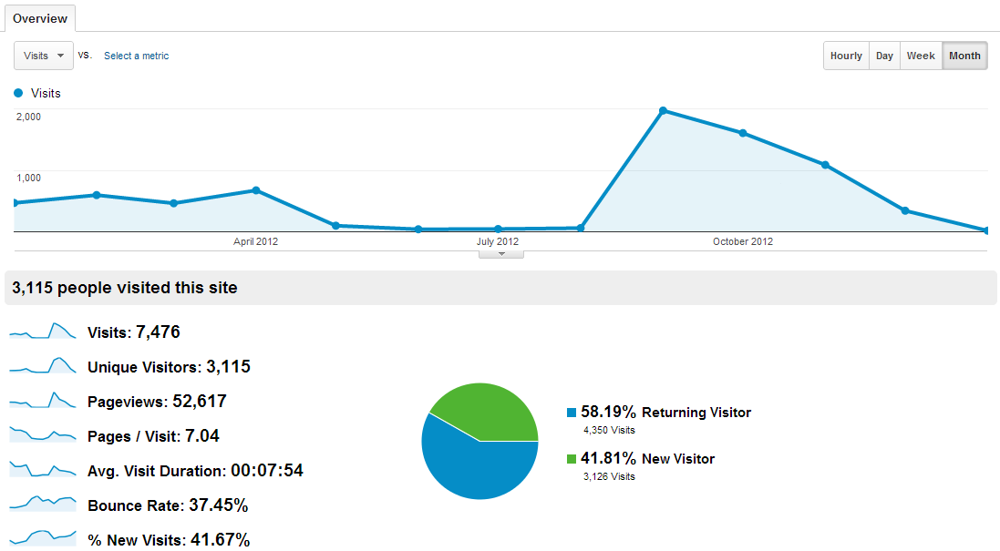 Overview
Visits vs. Select a metric Hourly Day Week Month
Visits
2,000
1,000
April 2012 July 2012 October 2012
3,115 people visited this site
Visits: 7,476
Unique Visitors: 3,115
Pageviews: 52,617
Pages / Visit: 7.04
Avg. Visit Duration: 00:07:54
Bounce Rate: 37.45%
% New Visits: 41.67%
58.19% Returning Visitor
4,350 Visits
41.81% New Visitor
3,126 Visits